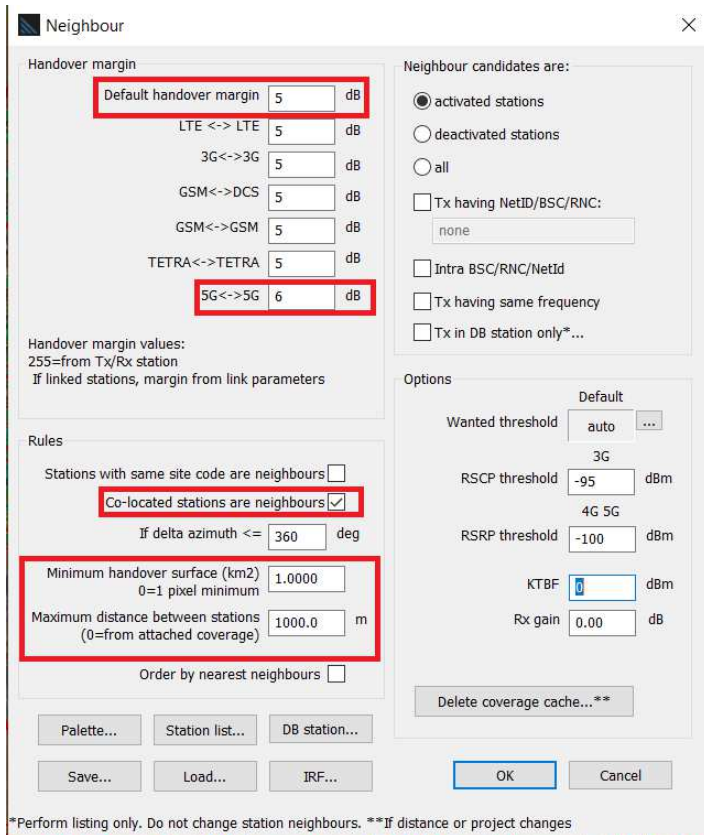 Neighbour
Handover margin
Default handover margin 5 dB
LTE <-> LTE 5 dB
3G<->3G 5 dB
GSM<->DCS 5 dB
GSM<->GSM 5 dB
TETRA<->TETRA 5 dB
5G<->5G 6 dB
Handover margin values:
255=from Tx/Rx station
If linked stations, margin from link parameters
Rules
Stations with same site code are neighbours
Co-located stations are neighbours
If delta azimuth <= 360 deg
Minimum handover surface (km2) 1.0000
0=1 pixel minimum
Maximum distance between stations 1000.0 m
(0=from attached coverage)
Order by nearest neighbours
Palette...
Station list...
DB station...
Save...
Load...
IRF...
Neighbour candidates are:
activated stations
deactivated stations
all
Tx having NetID/BSC/RNC:
none
Intra BSC/RNC/NetId
Tx having same frequency
Tx in DB station only*...
Options
Default
Wanted threshold auto ...
3G
RSCP threshold -95 dBm
4G 5G
RSRP threshold -100 dBm
KTBF 0 dBm
Rx gain 0.00 dB
Delete coverage cache...**
OK
Cancel
*Perform listing only. Do not change station neighbours. **If distance or project changes